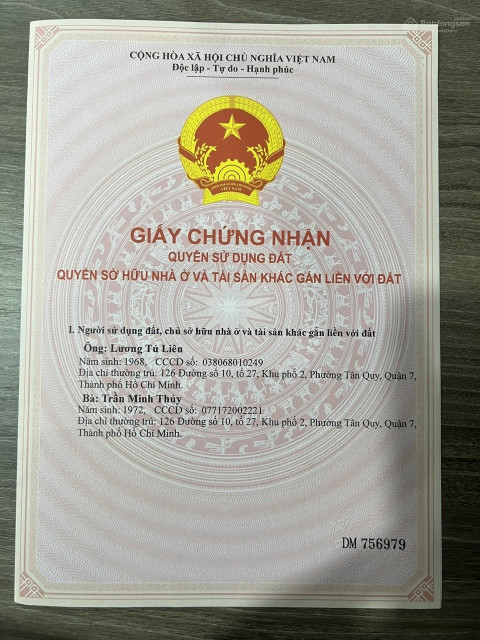 Batdongsan
CỘNG HÒA XÃ HỘI CHỦ NGHĨA VIỆT NAM
Độc lập - Tự do - Hạnh phúc
VIỆT NAM
GIẤY CHỨNG NHẬN
QUYỀN SỬ DỤNG ĐẤT
QUYỀN SỞ HỮU NHÀ Ở VÀ TÀI SẢN KHÁC GẮN LIỀN VỚI ĐẤT
I. Người sử dụng đất, chủ sở hữu nhà ở và tài sản khác gắn liền với đất
Ông: Lương Tú Liên
Năm sinh: 1968, CCCD số: 038068010249
Địa chỉ thường trú: 126 Đường số 10, tổ 27, Khu phố 2, Phường Tân Quy, Quận 7,
Thành phố Hồ Chí Minh.
Bà: Trần Minh Thúy
Năm sinh: 1972, CCCD số: 077172002221
Địa chỉ thường trú: 126 Đường số 10, tổ 27, Khu phố 2, Phường Tân Quy, Quận 7,
Thành phố Hồ Chí Minh.
DM 756979